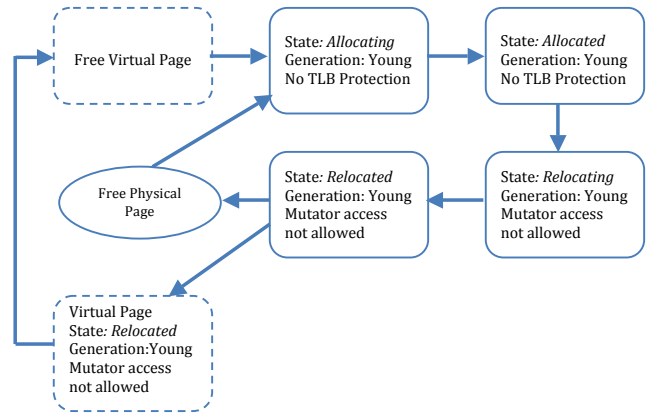 Free Virtual Page
State: Allocating
Generation: Young
No TLB Protection
State: Allocated
Generation: Young
No TLB Protection
Free Physical
Page
State: Relocated
Generation: Young
Mutator access
not allowed
State: Relocating
Generation: Young
Mutator access
not allowed
Virtual Page
State: Relocated
Generation:Young
Mutator access
not allowed